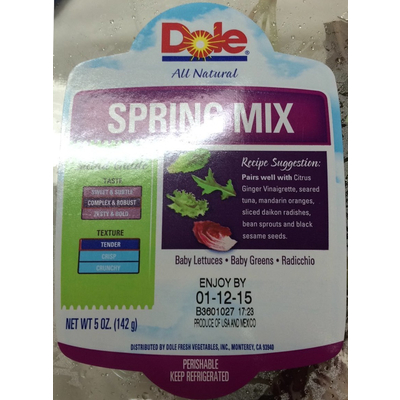 Dole
All Natural
SPRING MIX
TASTE
SWEET & SUBTLE
COMPLEX & ROBUST
ZESTY & BOLD
TEXTURE
TENDER
CRISP
CRUNCHY
NET WT 5 OZ. (142 g)
Recipe Suggestion:
Pairs well with Citrus
Ginger Vinaigrette, seared
tuna, mandarin oranges,
sliced daikon radishes,
bean sprouts and black
sesame seeds.
Baby Lettuces • Baby Greens • Radicchio
ENJOY BY
01-12-15
B3601027 17:23
PRODUCE OF USA AND MEXICO
DISTRIBUTED BY DOLE FRESH VEGETABLES, INC., MONTEREY, CA 93940
PERISHABLE
KEEP REFRIGERATED